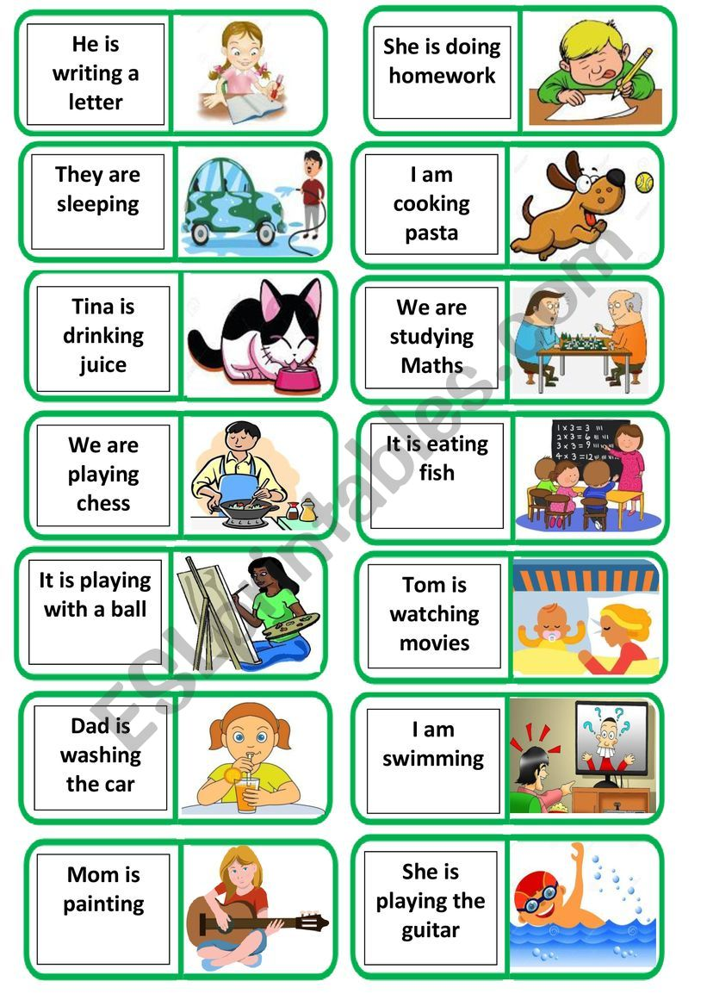 He is
writing a
letter
She is doing
homework
They are
sleeping
I am
cooking
pasta
Tina is
drinking
juice
We are
studying
Maths
We are
playing
chess
It is eating
fish
1 x 3 = 3
2 x 3 = 6
3 x 3 = 9
4 x 3 = 12
It is playing
with a ball
Tom is
watching
movies
Dad is
washing
the car
I am
swimming
? ? ? ?
Mom is
painting
She is
playing the
guitar
ESLprintables.com